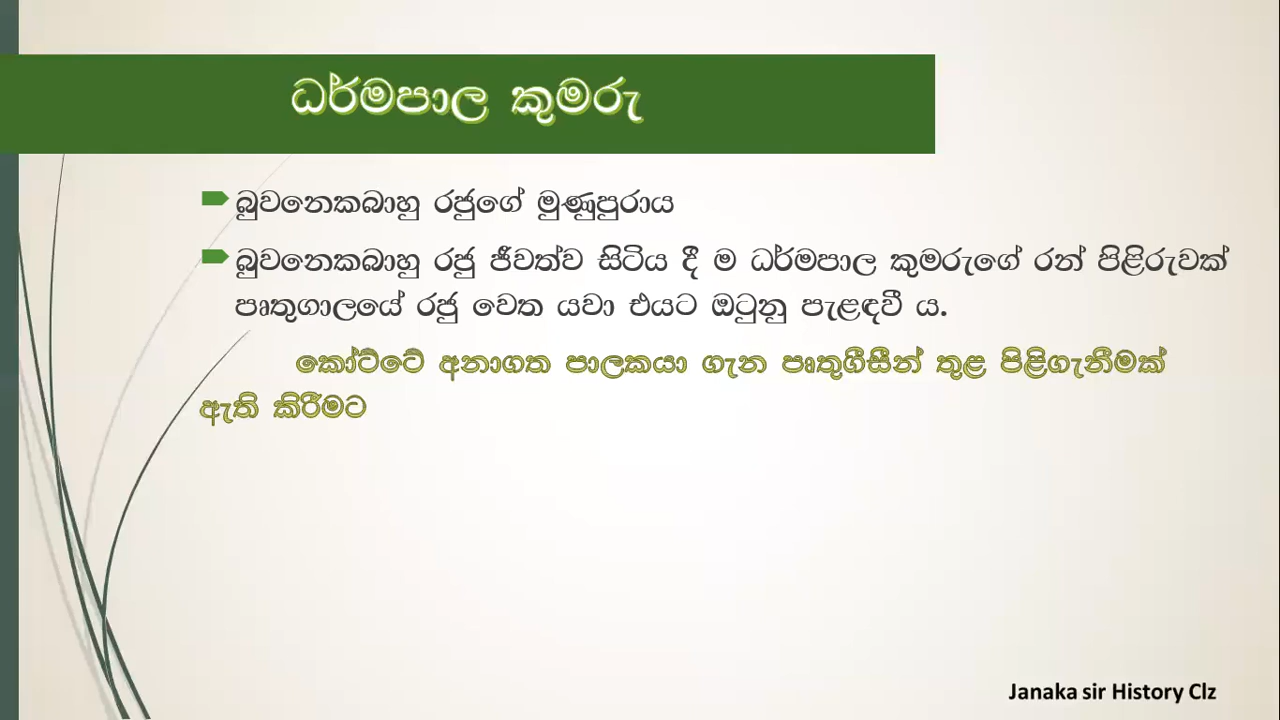 ධර්මපාල කුමරු
බුවනෙකබාහු රජුගේ මුණුපුරාය
බුවනෙකබාහු රජු ජීවත්ව සිටිය දී ම ධර්මපාල කුමරුගේ රන් පිළිරුවක්
පෘතුගාලයේ රජු වෙත යවා එයට ඔටුනු පැළඳවී ය.
කෝට්ටේ අනාගත පාලකයා ගැන පෘතුගීසීන් තුළ පිළිගැනීමක්
ඇති කිරීමට
Janaka sir History Clz